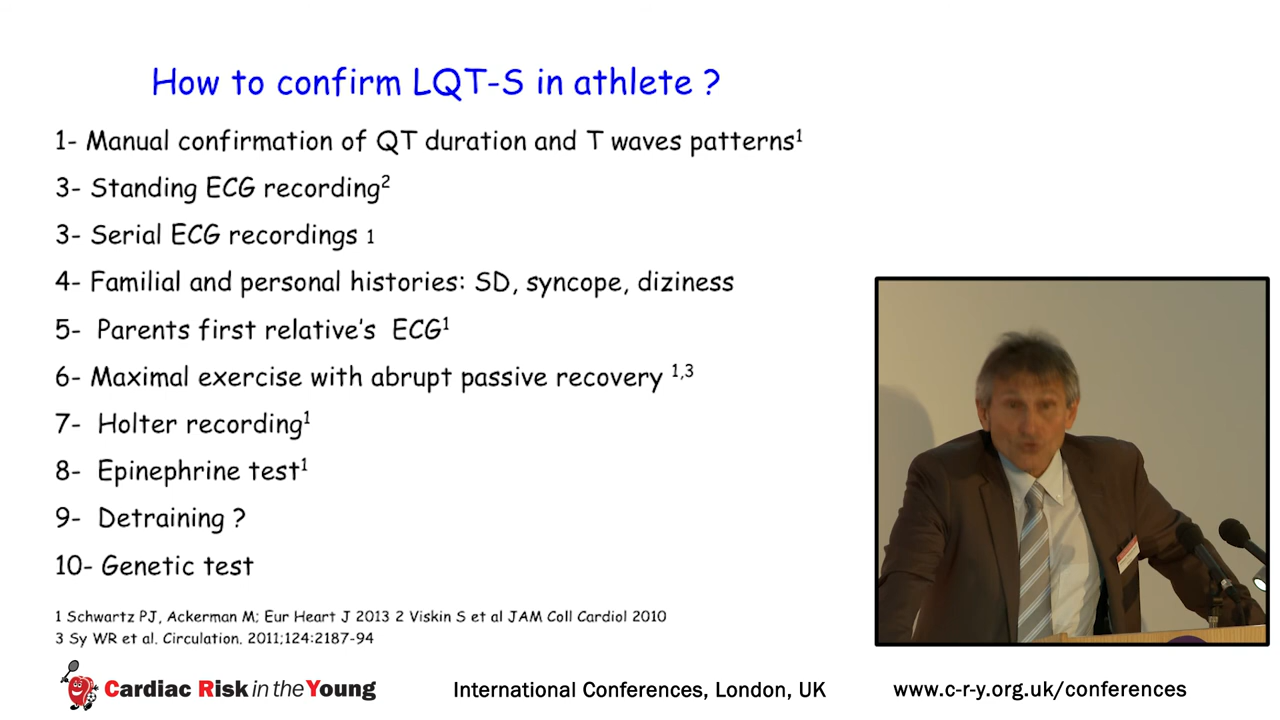 How to confirm LQT-S in athlete ?
1- Manual confirmation of QT duration and T waves patterns¹
3- Standing ECG recording²
3- Serial ECG recordings 1
4- Familial and personal histories: SD, syncope, diziness
5- Parents first relative's ECG¹
6- Maximal exercise with abrupt passive recovery ¹,³
7- Holter recording¹
8- Epinephrine test¹
9- Detraining ?
10- Genetic test
1 Schwartz PJ, Ackerman M; Eur Heart J 2013 2 Viskin S et al JAM Coll Cardiol 2010
3 Sy WR et al. Circulation. 2011;124:2187-94
Cardiac Risk in the Young
International Conferences, London, UK
www.c-r-y.org.uk/conferences